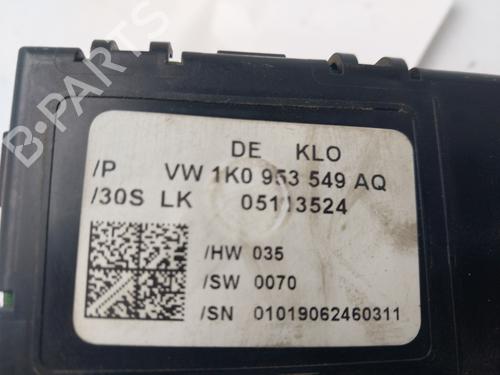 DE KLO
/P VW 1K0 953 549 AQ
/30S LK 05113524
/HW 035
/SW 0070
/SN 01019062460311
B-PARTS